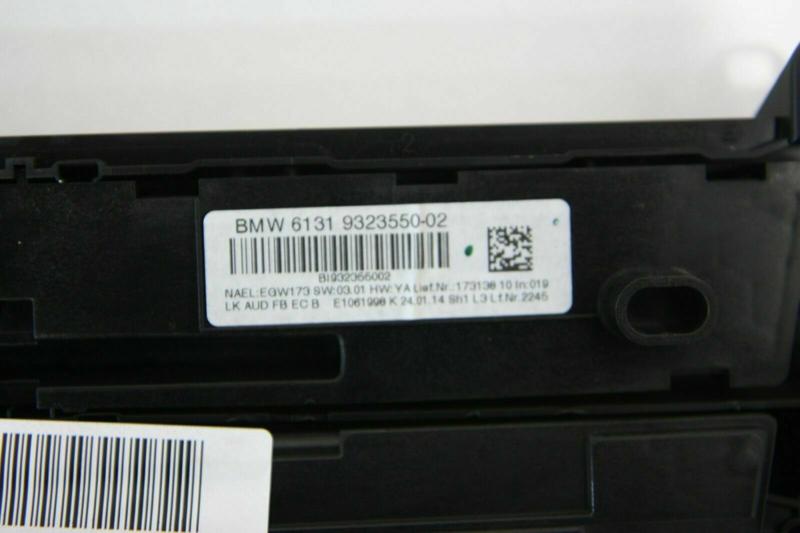 BMW 6131 9323550-02
BI932355002
NAEL:EGW173 SW:03.01 HW:YA Lief.Nr.:173138 10 In:019
LK AUD FB EC B E1061998 K 24.01.14 Sh1 L3 Lf.Nr.2245